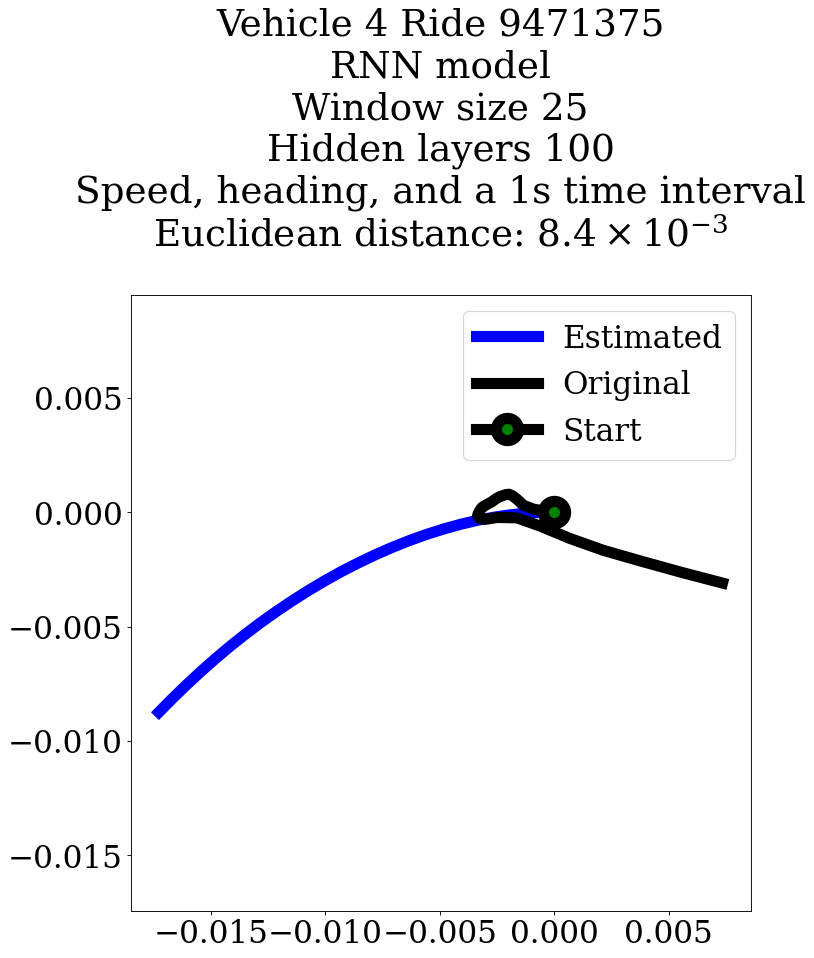 Vehicle 4 Ride 9471375
RNN model
Window size 25
Hidden layers 100
Speed, heading, and a 1s time interval
Euclidean distance: 8.4 × 10⁻³
Estimated
Original
Start
0.005
0.000
−0.005
−0.010
−0.015
−0.015 −0.010 −0.005 0.000 0.005